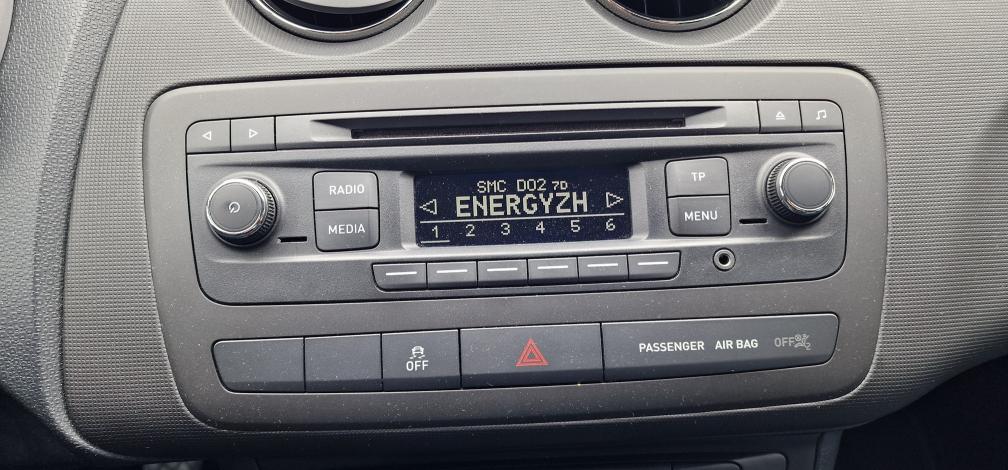 RADIO
MEDIA
SMC D02 7D
ENERGYZH
1 2 3 4 5 6
TP
MENU
OFF
PASSENGER AIR BAG OFF